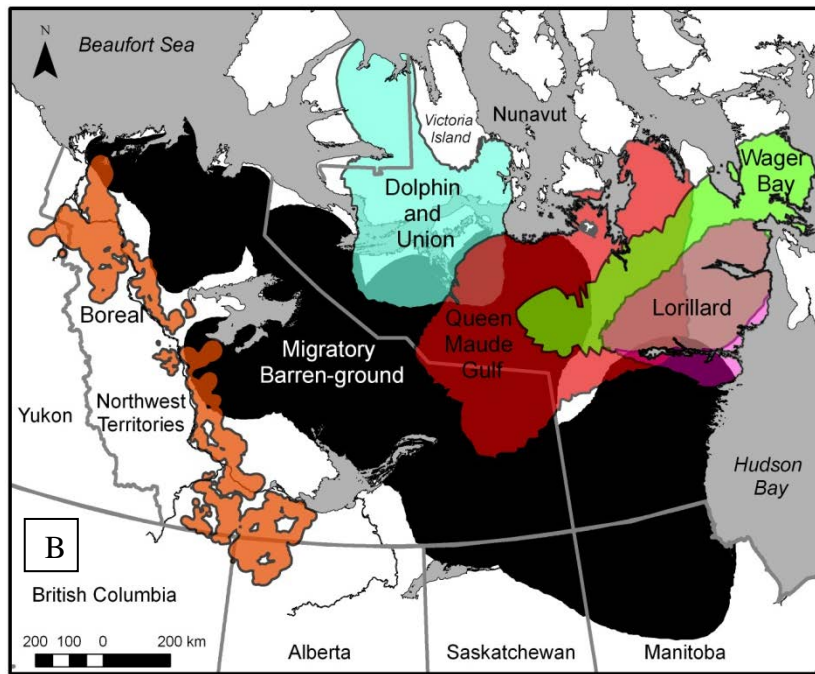 Beaufort Sea
N
Victoria
Island
Nunavut
Wager
Bay
Dolphin
and
Union
Boreal
Queen
Maude
Gulf
Lorillard
Migratory
Barren-ground
Yukon
Northwest
Territories
Hudson
Bay
B
British Columbia
200 100 0 200 km
Alberta
Saskatchewan
Manitoba